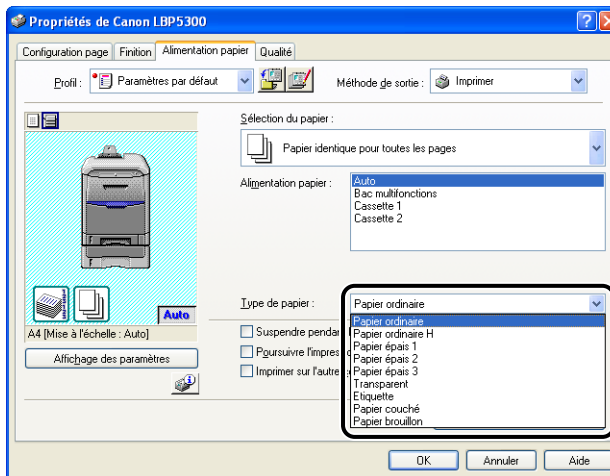 Propriétés de Canon LBP5300
Configuration page Finition Alimentation papier Qualité
Profil : Paramètres par défaut Méthode de sortie : Imprimer
Sélection du papier :
Papier identique pour toutes les pages
Alimentation papier : Auto
Bac multifonctions
Cassette 1
Cassette 2
Auto
Type de papier : Papier ordinaire
A4 [Mise à l'échelle : Auto]
Affichage des paramètres
Papier ordinaire
Papier ordinaire H
Papier épais 1
Papier épais 2
Papier épais 3
Transparent
Etiquette
Papier couché
Papier brouillon
Suspendre
Poursuivre
Imprimer sur l'autre
OK Annuler Aide